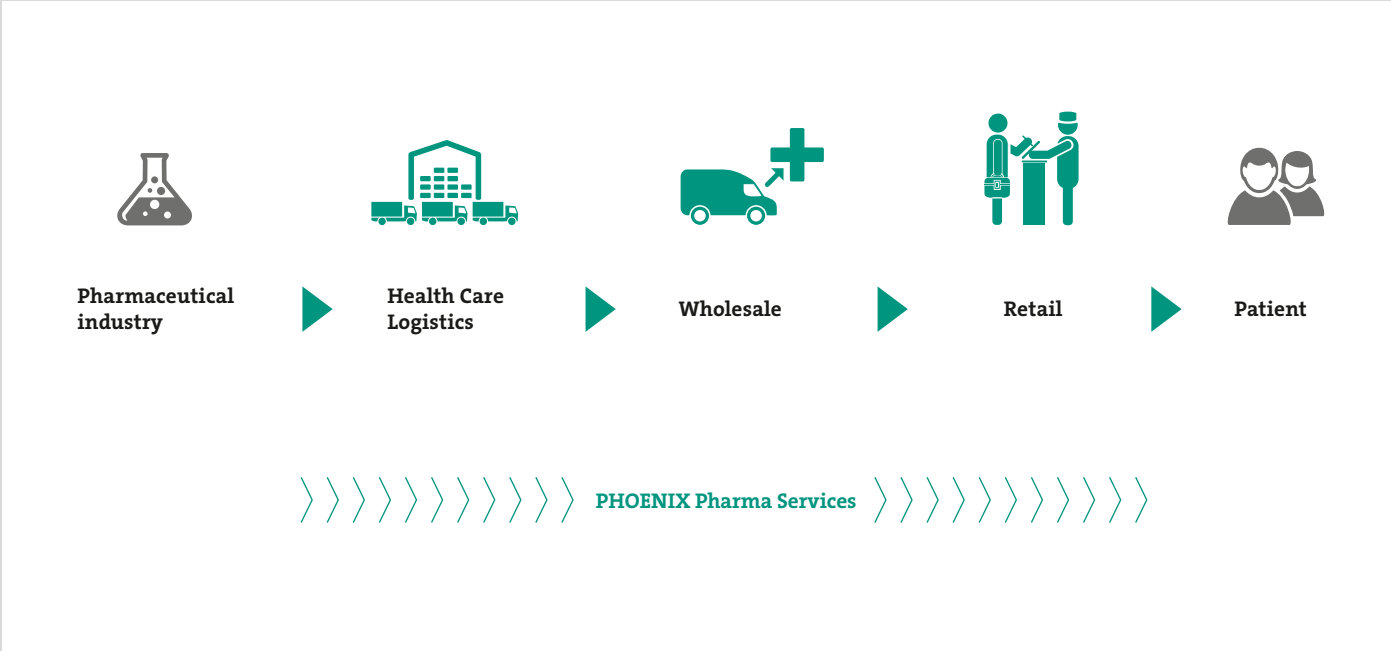 Pharmaceutical
industry
Health Care
Logistics
Wholesale
Retail
Patient
PHOENIX Pharma Services